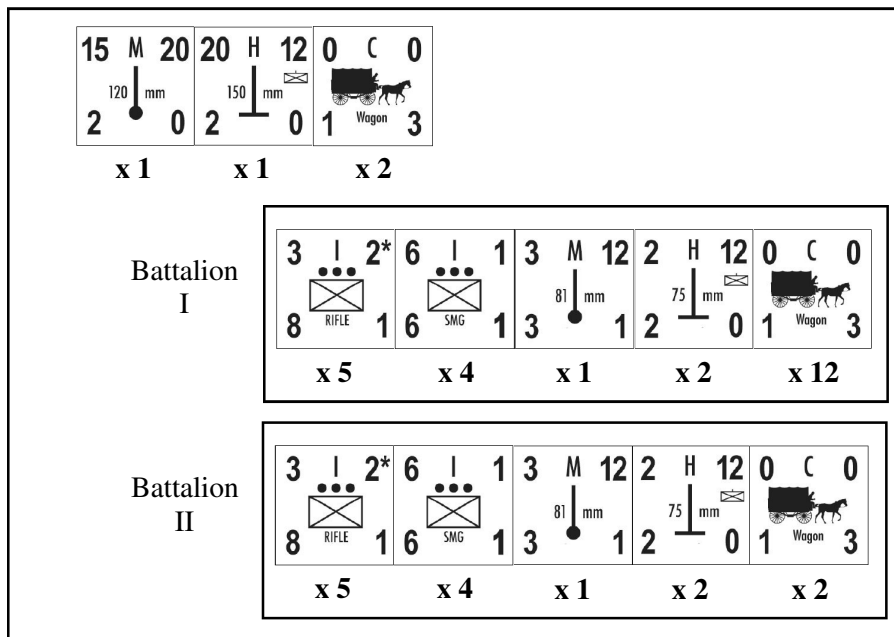 15 M 20 20 H 12 0 C 0
120 mm 150 mm
2 0 2 0 1 Wagon 3
x 1 x 1 x 2
Battalion
I
3 I 2* 6 I 1 3 M 12 2 H 12 0 C 0
81 mm 75 mm
RIFLE SMG Wagon
8 1 6 1 3 1 2 0 1 3
x 5 x 4 x 1 x 2 x 12
Battalion
II
3 I 2* 6 I 1 3 M 12 2 H 12 0 C 0
81 mm 75 mm
RIFLE SMG Wagon
8 1 6 1 3 1 2 0 1 3
x 5 x 4 x 1 x 2 x 2